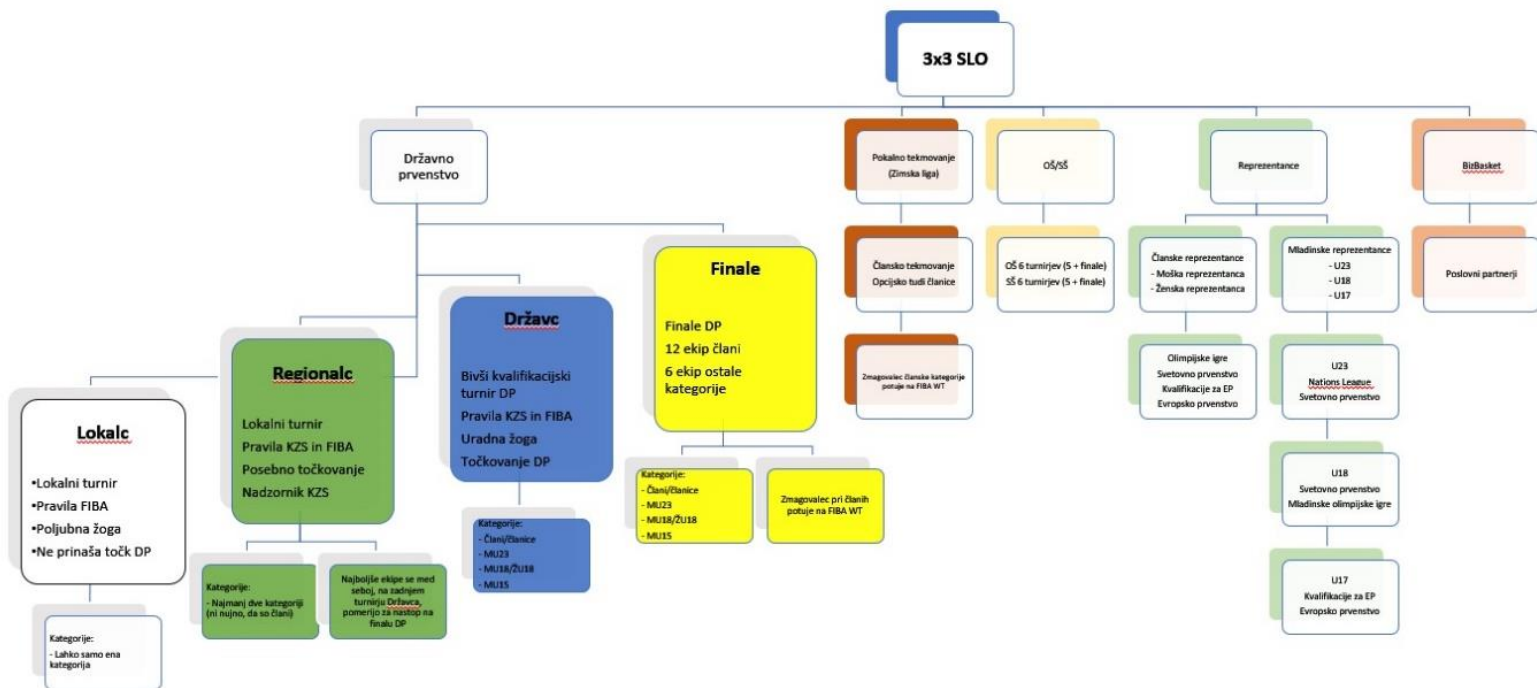 3x3 SLO
Državno
prvenstvo
Lokalc
•Lokalni turnir
•Pravila FIBA
•Poljubna žoga
•Ne prinaša točk DP
Kategorije:
- Lahko samo ena
kategorija
Regionalc
Lokalni turnir
Pravila KZS in FIBA
Posebno točkovanje
Nadzornik KZS
Kategorije:
- Najmanj dve kategoriji
(ni nujno, da so člani)
Najboljše ekipe se med
seboj, na zadnjem
turnirju Državca,
pomerijo za nastop na
finalu DP
Državc
Bivši kvalifikacijski
turnir DP
Pravila KZS in FIBA
Uradna žoga
Točkovanje DP
Kategorije:
- Člani/članice
- MU23
- MU18/ŽU18
- MU15
Finale
Finale DP
12 ekip člani
6 ekip ostale
kategorije
Kategorije:
- Člani/članice
- MU23
- MU18/ŽU18
- MU15
Zmagovalec pri članih
potuje na FIBA WT
Pokalno tekmovanje
(Zimska liga)
Člansko tekmovanje
Opcijsko tudi članice
Zmagovalec članske kategorije
potuje na FIBA WT
OŠ/SŠ
OŠ 6 turnirjev (5 + finale)
SŠ 6 turnirjev (5 + finale)
Reprezentance
Članske reprezentance
- Moška reprezentanca
- Ženska reprezentanca
Olimpijske igre
Svetovno prvenstvo
Kvalifikacije za EP
Evropsko prvenstvo
Mladinske reprezentance
- U23
- U18
- U17
U23
Nations League
Svetovno prvenstvo
U18
Svetovno prvenstvo
Mladinske olimpijske igre
U17
Kvalifikacije za EP
Evropsko prvenstvo
BizBasket
Poslovni partnerji